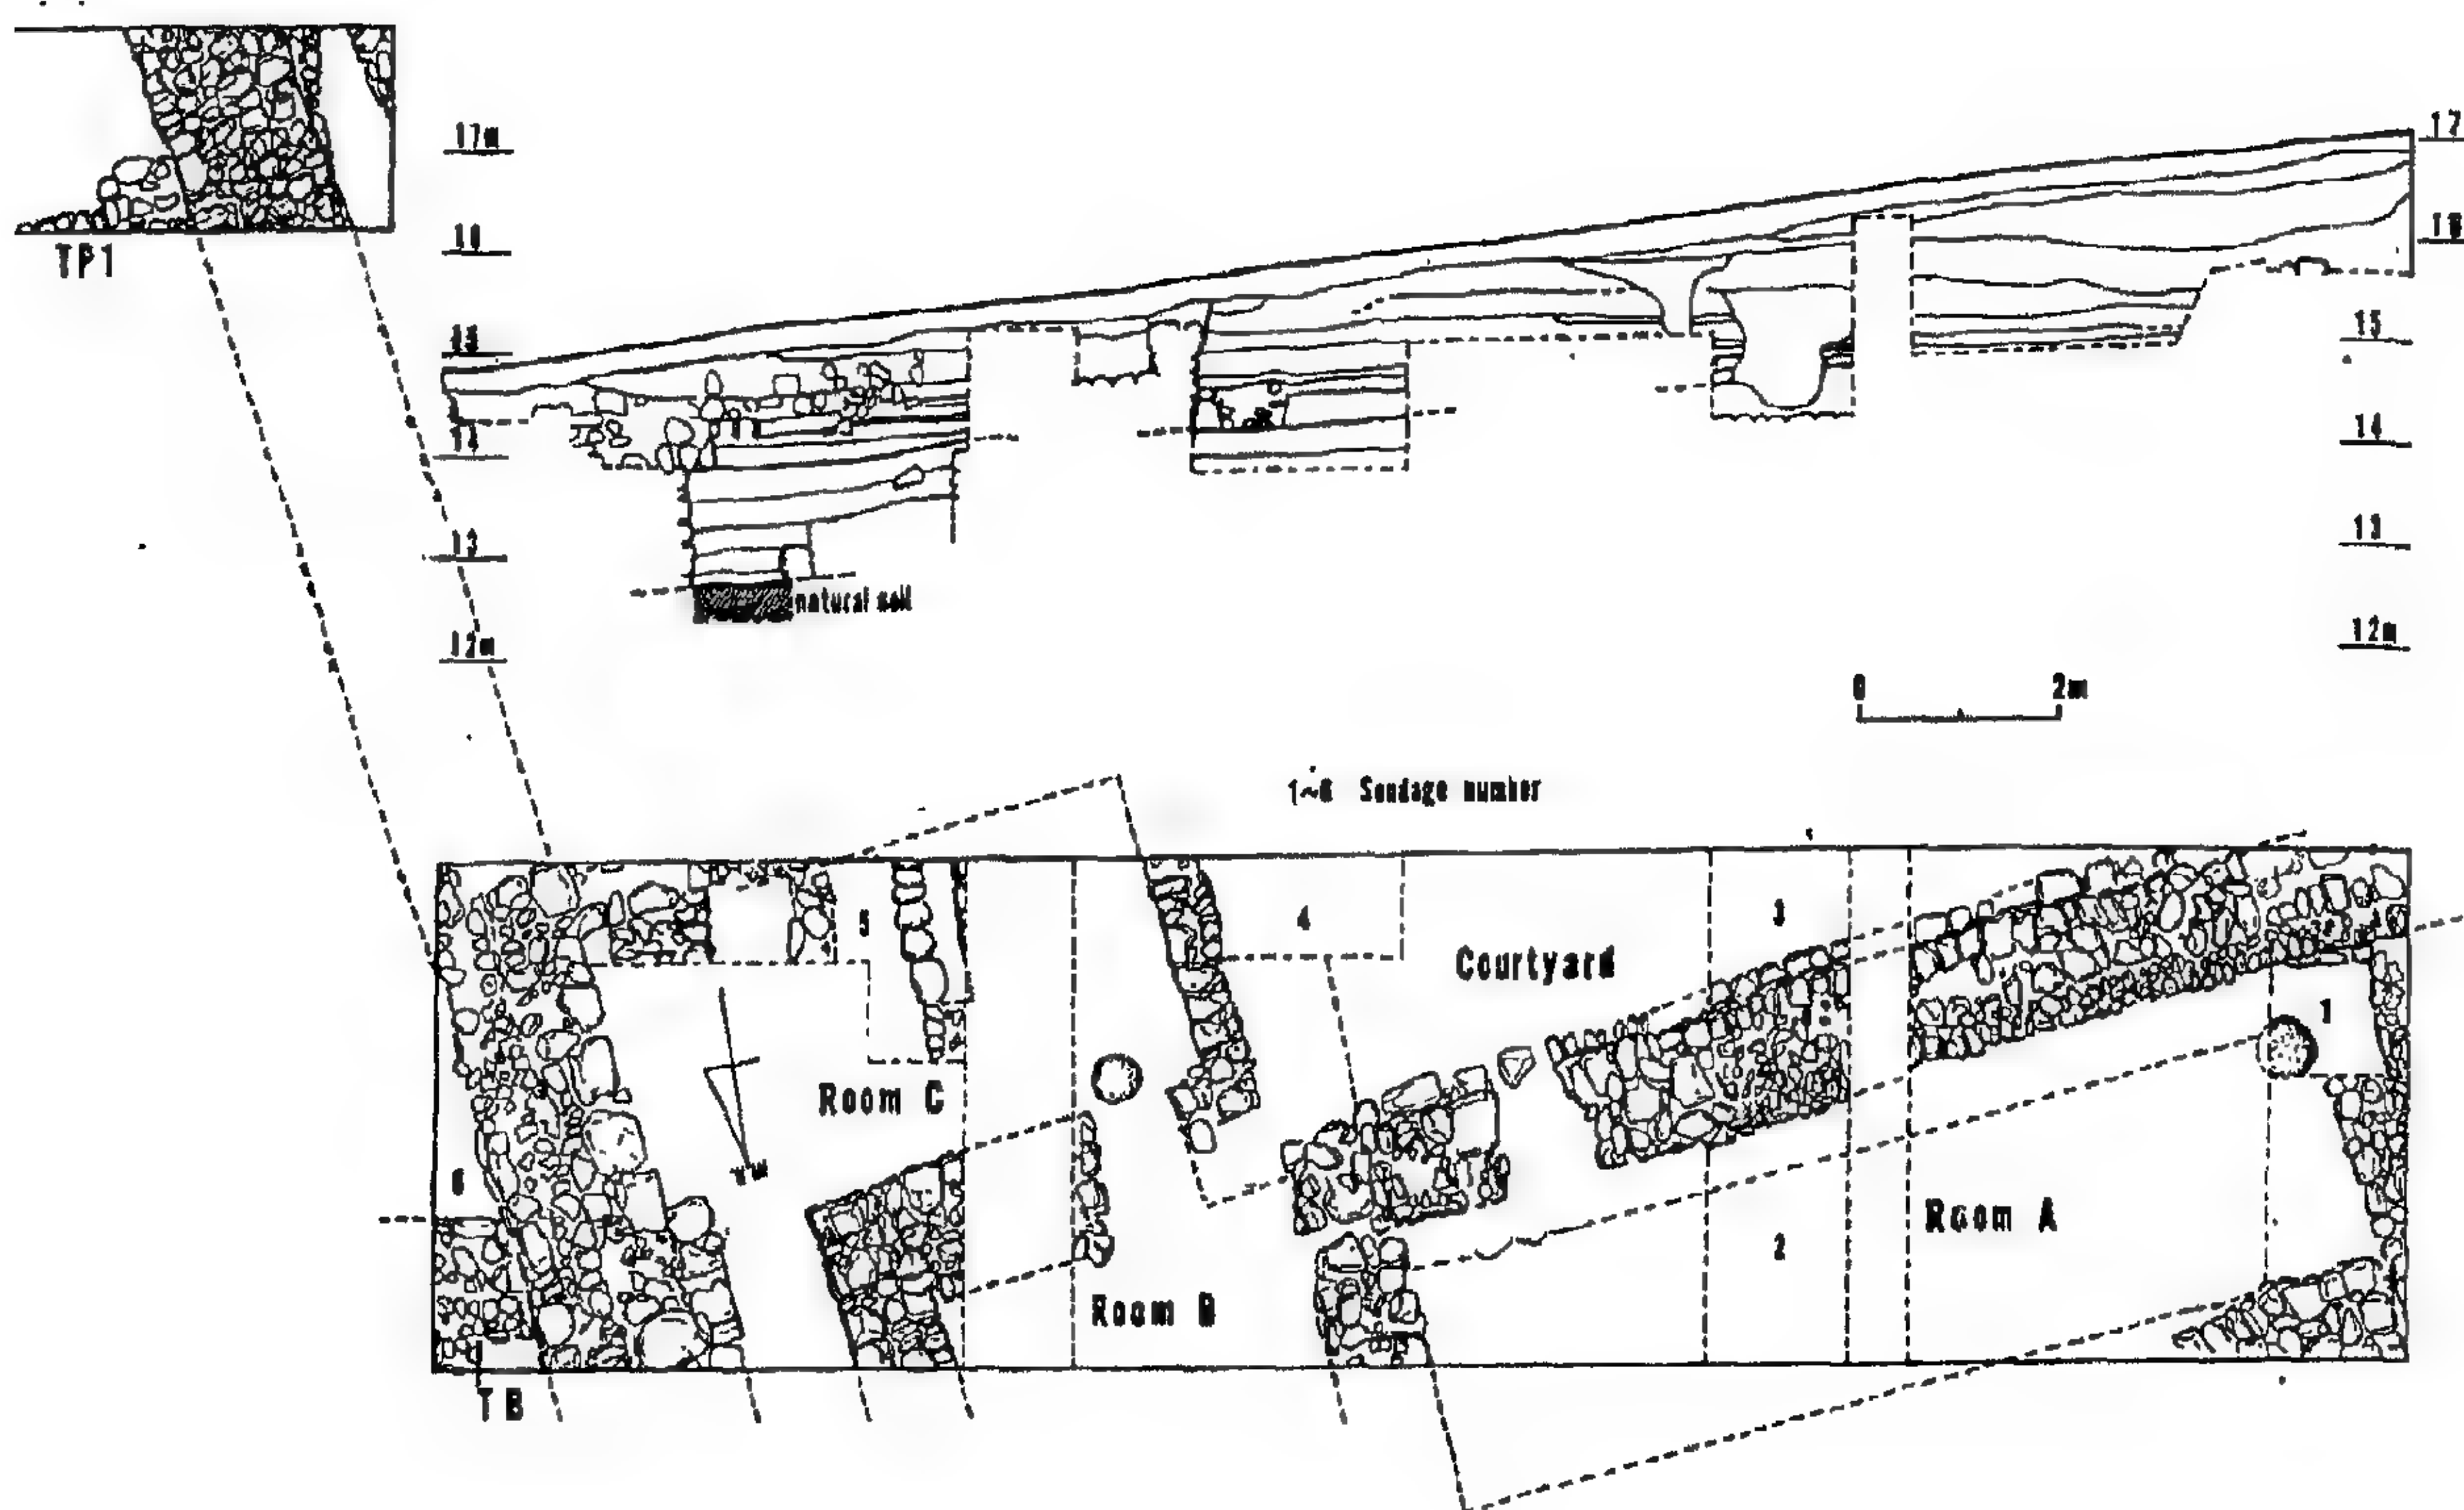 TP1
17m
16
15
14
13
12m
natural soil
17
16
15
14
13
12m
0 2m
1~6 Sondage number
5
4
Courtyard
3
1
Room C
6
Room A
2
Room B
TB